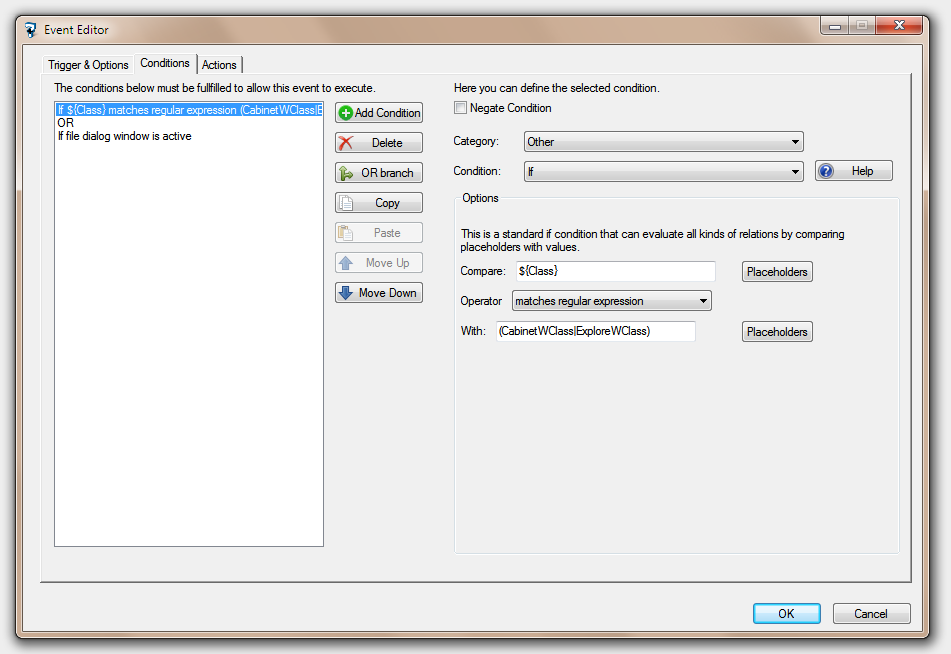 Event Editor
Trigger & Options
Conditions
Actions
The conditions below must be fullfilled to allow this event to execute.
If ${Class} matches regular expression (CabinetWClass|E
OR
If file dialog window is active
Add Condition
Delete
OR branch
Copy
Paste
Move Up
Move Down
Here you can define the selected condition.
Negate Condition
Category:
Other
Condition:
If
Help
Options
This is a standard if condition that can evaluate all kinds of relations by comparing
placeholders with values.
Compare:
${Class}
Placeholders
Operator
matches regular expression
With:
(CabinetWClass|ExploreWClass)
Placeholders
OK
Cancel